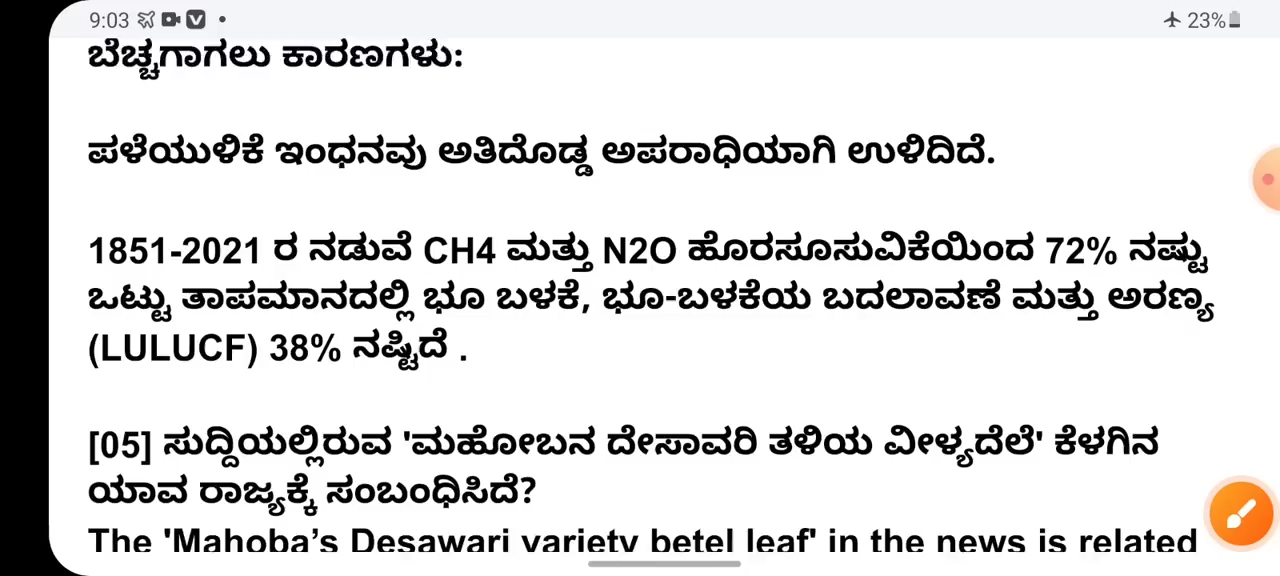 9:03
23%
ಬೆಚ್ಚಗಾಗಲು ಕಾರಣಗಳು:
ಪಳೆಯುಳಿಕೆ ಇಂಧನವು ಅತಿದೊಡ್ಡ ಅಪರಾಧಿಯಾಗಿ ಉಳಿದಿದೆ.
1851-2021 ರ ನಡುವೆ CH4 ಮತ್ತು N2O ಹೊರಸೂಸುವಿಕೆಯಿಂದ 72% ನಷ್ಟು
ಒಟ್ಟು ತಾಪಮಾನದಲ್ಲಿ ಭೂ ಬಳಕೆ, ಭೂ-ಬಳಕೆಯ ಬದಲಾವಣೆ ಮತ್ತು ಅರಣ್ಯ
(LULUCF) 38% ನಷ್ಟಿದೆ .
[05] ಸುದ್ದಿಯಲ್ಲಿರುವ 'ಮಹೋಬನ ದೇಸಾವರಿ ತಳಿಯ ವೀಳ್ಯದೆಲೆ' ಕೆಳಗಿನ
ಯಾವ ರಾಜ್ಯಕ್ಕೆ ಸಂಬಂಧಿಸಿದೆ?
The 'Mahoba’s Desawari variety betel leaf' in the news is related